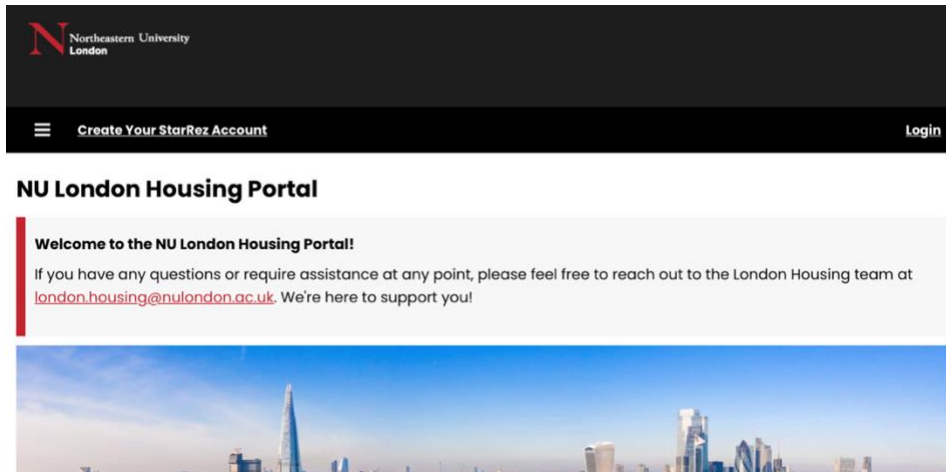 Northeastern University
London
Create Your StarRez Account
Login
NU London Housing Portal
Welcome to the NU London Housing Portal!
If you have any questions or require assistance at any point, please feel free to reach out to the London Housing team at
london.housing@nulondon.ac.uk. We're here to support you!